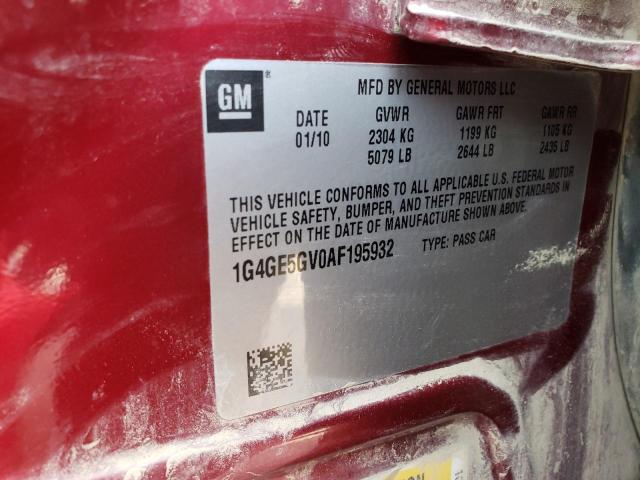 GM®
MFD BY GENERAL MOTORS LLC
DATE GVWR GAWR FRT GAWR RR
01/10 2304 KG 1199 KG 1105 KG
5079 LB 2644 LB 2435 LB
THIS VEHICLE CONFORMS TO ALL APPLICABLE U.S. FEDERAL MOTOR
VEHICLE SAFETY, BUMPER, AND THEFT PREVENTION STANDARDS IN
EFFECT ON THE DATE OF MANUFACTURE SHOWN ABOVE.
1G4GE5GV0AF195932 TYPE: PASS CAR